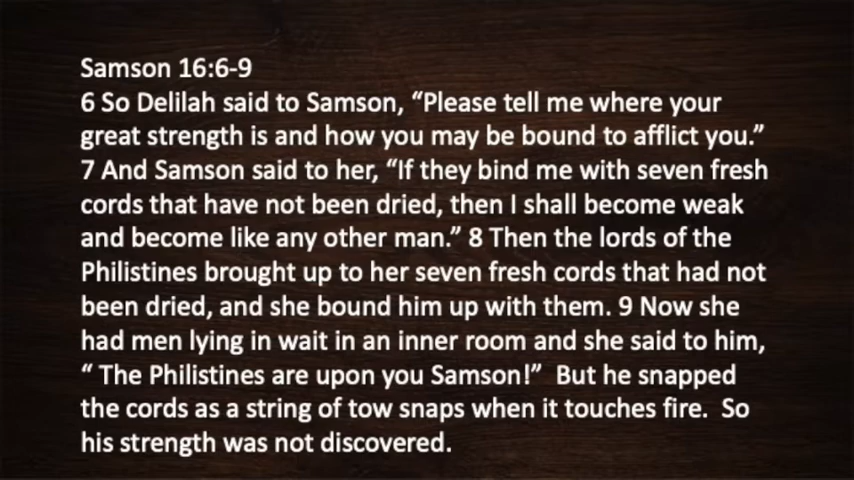 Samson 16:6-9
6 So Delilah said to Samson, “Please tell me where your
great strength is and how you may be bound to afflict you.”
7 And Samson said to her, “If they bind me with seven fresh
cords that have not been dried, then I shall become weak
and become like any other man.” 8 Then the lords of the
Philistines brought up to her seven fresh cords that had not
been dried, and she bound him up with them. 9 Now she
had men lying in wait in an inner room and she said to him,
“ The Philistines are upon you Samson!”  But he snapped
the cords as a string of tow snaps when it touches fire.  So
his strength was not discovered.